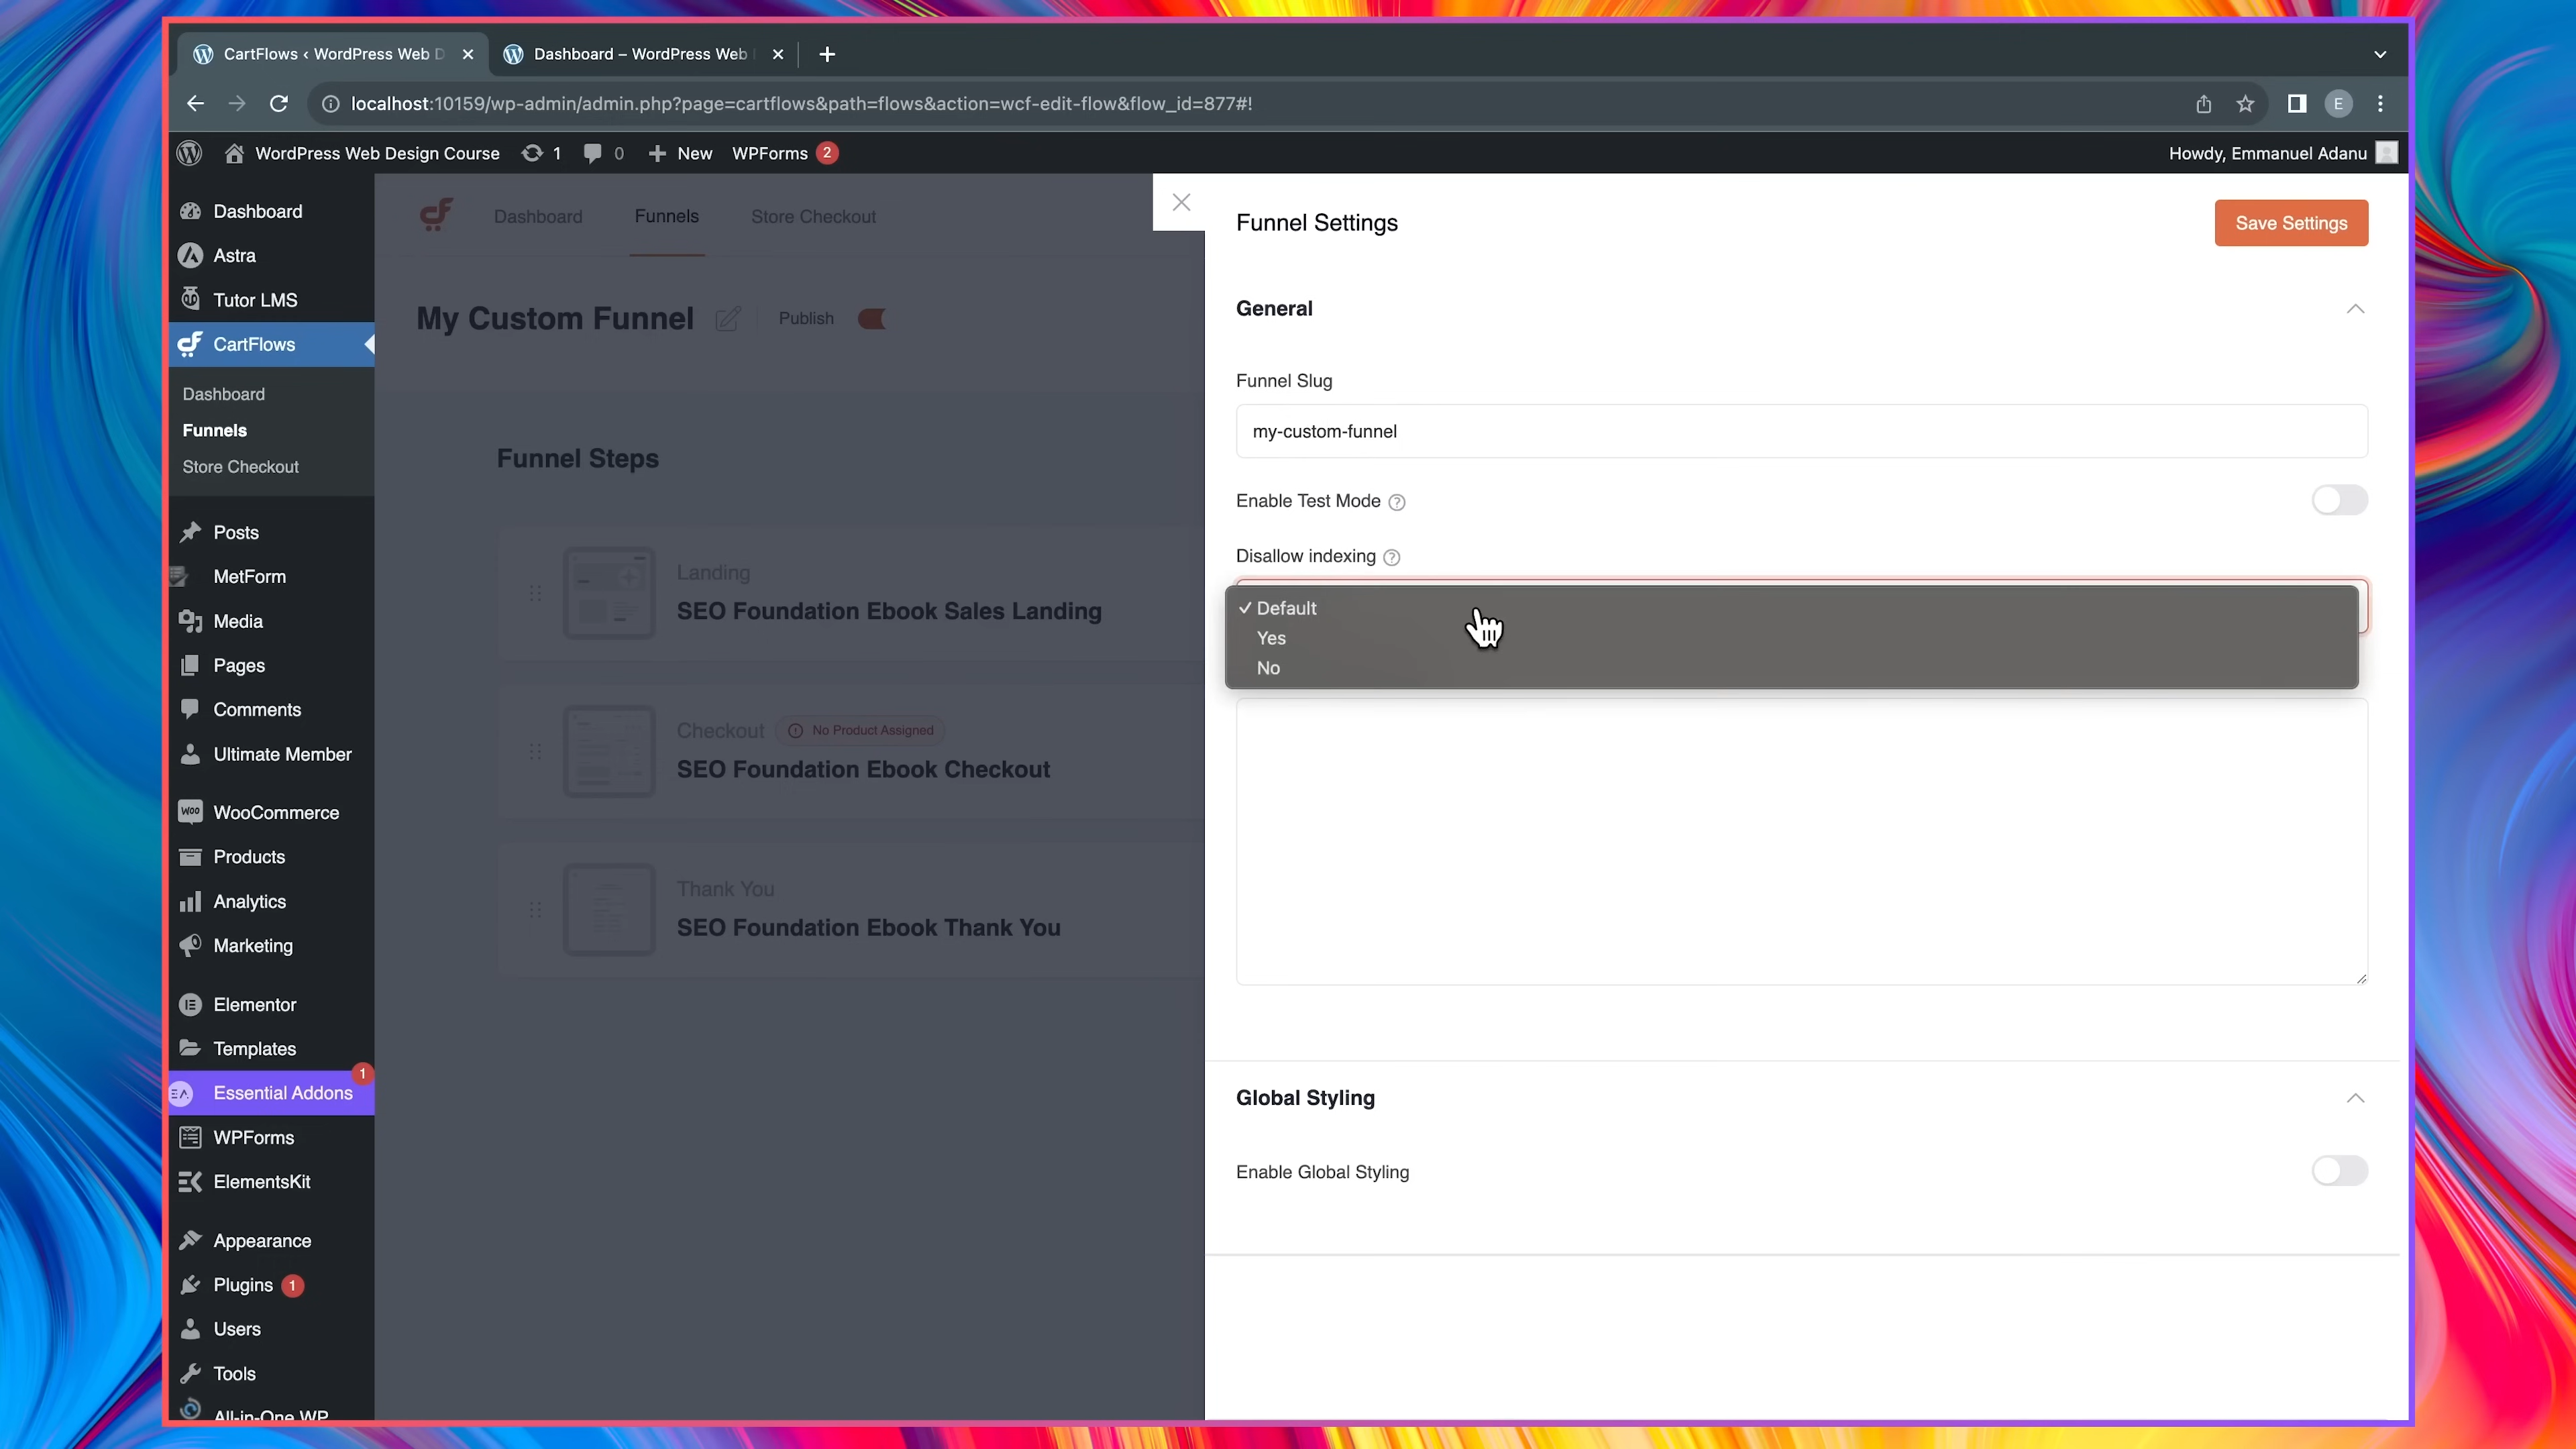 CartFlows ‹ WordPress Web D
Dashboard – WordPress Web
localhost:10159/wp-admin/admin.php?page=cartflows&path=flows&action=wcf-edit-flow&flow_id=877#!
E
WordPress Web Design Course
1
0
New
WPForms 2
Howdy, Emmanuel Adanu
Dashboard
Astra
Tutor LMS
CartFlows
Dashboard
Funnels
Store Checkout
Posts
MetForm
Media
Pages
Comments
Ultimate Member
WooCommerce
Products
Analytics
Marketing
Elementor
Templates
Essential Addons 1
WPForms
ElementsKit
Appearance
Plugins 1
Users
Tools
All-in-One WP
Dashboard
Funnels
Store Checkout
My Custom Funnel
Publish
Funnel Steps
Landing
SEO Foundation Ebook Sales Landing
Checkout
No Product Assigned
SEO Foundation Ebook Checkout
Thank You
SEO Foundation Ebook Thank You
Funnel Settings
Save Settings
General
Funnel Slug
my-custom-funnel
Enable Test Mode ?
Disallow indexing ?
✓ Default
Yes
No
Global Styling
Enable Global Styling